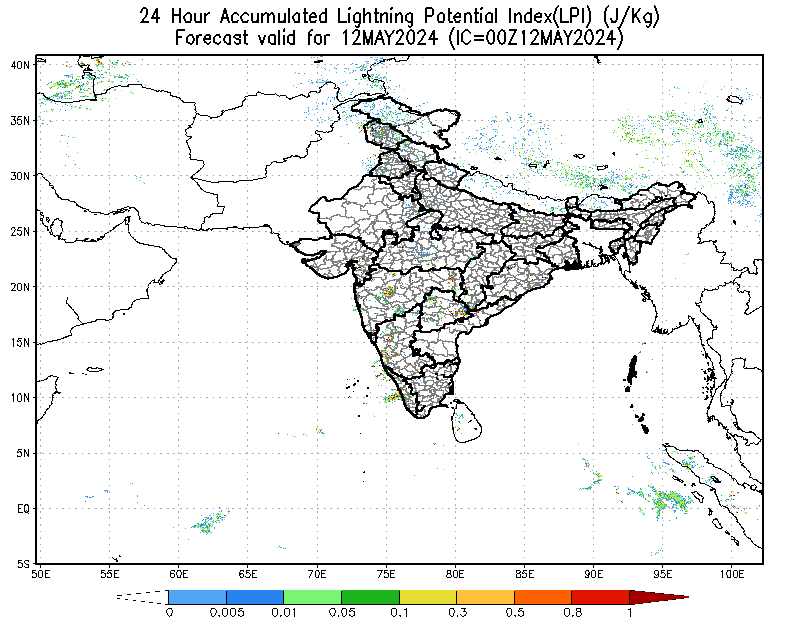 24 Hour Accumulated Lightning Potential Index(LPI) (J/Kg)
Forecast valid for 12MAY2024 (IC=00Z12MAY2024)
40N
35N
30N
25N
20N
15N
10N
5N
EQ
5S
50E 55E 60E 65E 70E 75E 80E 85E 90E 95E 100E
0 0.005 0.01 0.05 0.1 0.3 0.5 0.8 1